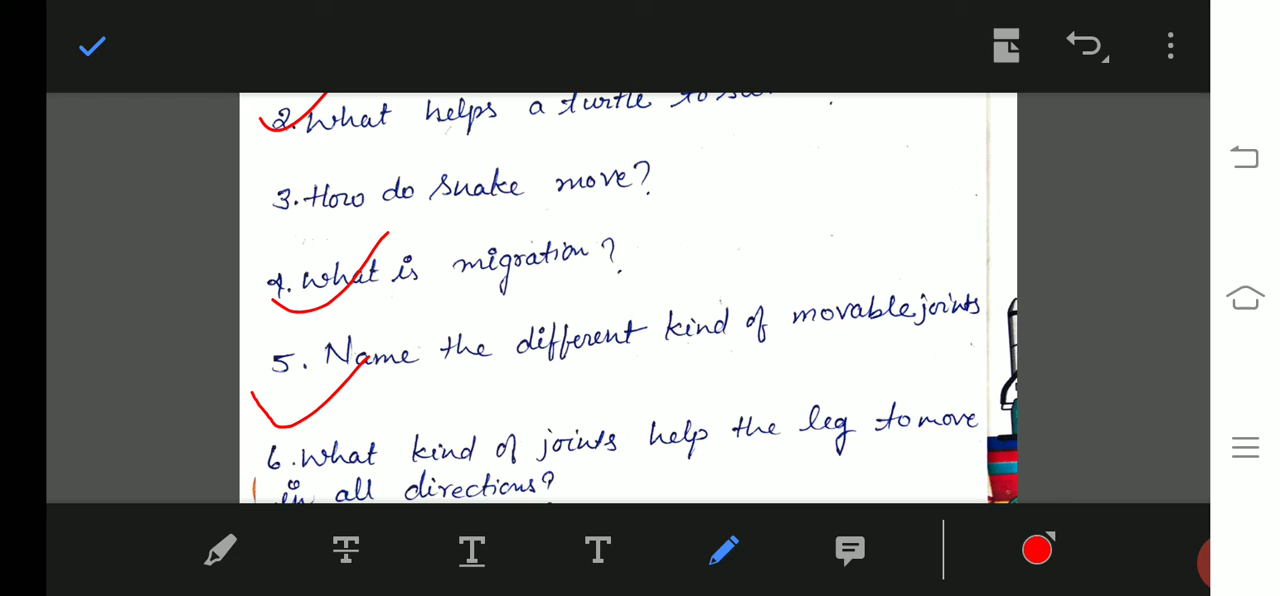 2. What helps a turtle to
3. How do snake move?
4. What is migration?
5. Name the different kind of movable joints
6. What kind of joints help the leg to move
in all directions?